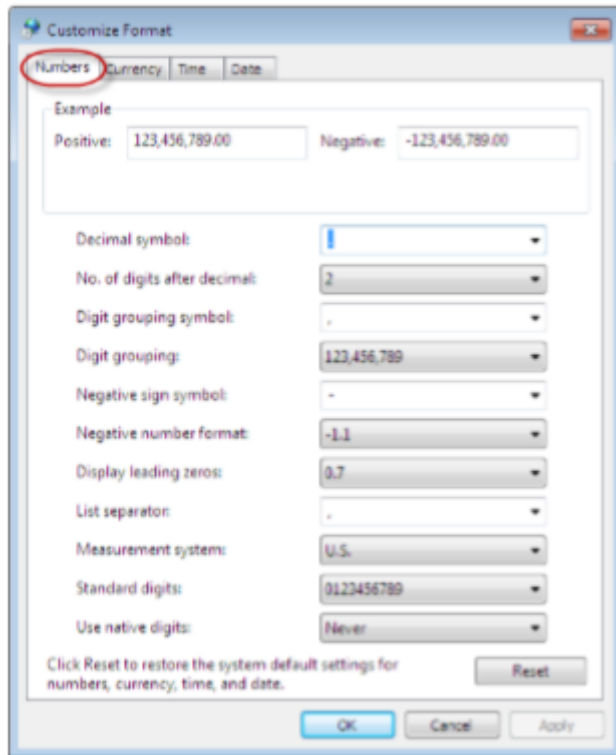 Customize Format
Numbers Currency Time Date
Example
Positive: 123,456,789.00 Negative: -123,456,789.00
Decimal symbol: .
No. of digits after decimal: 2
Digit grouping symbol: ,
Digit grouping: 123,456,789
Negative sign symbol: -
Negative number format: -1.1
Display leading zeros: 0.7
List separator: ,
Measurement system: U.S.
Standard digits: 0123456789
Use native digits: Never
Click Reset to restore the system default settings for
numbers, currency, time, and date. Reset
OK Cancel Apply